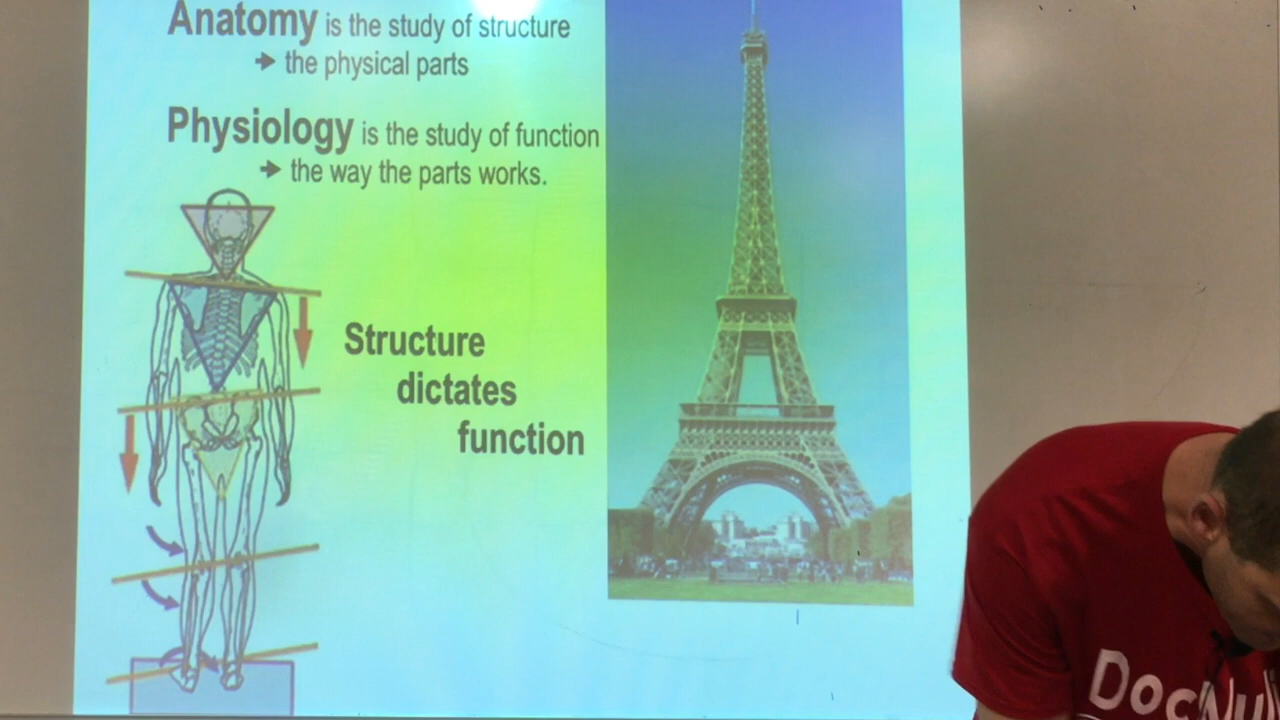 Anatomy is the study of structure
➔ the physical parts
Physiology is the study of function
➔ the way the parts works.
Structure
dictates
function